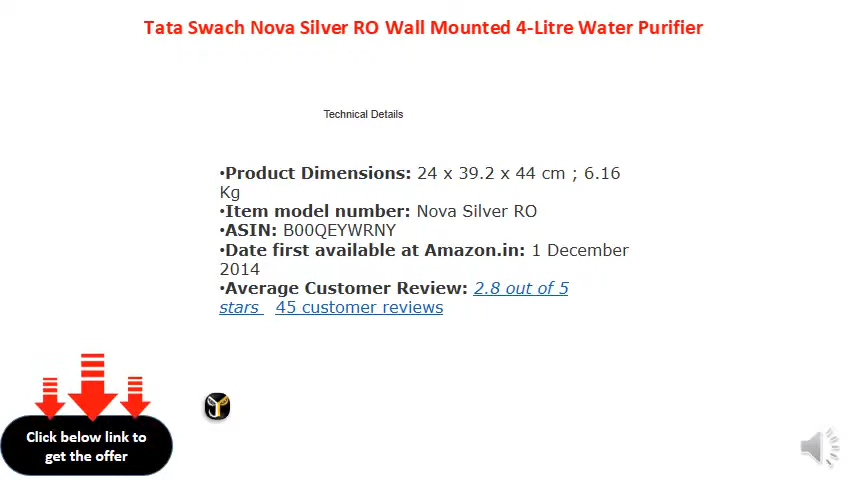 Tata Swach Nova Silver RO Wall Mounted 4-Litre Water Purifier
Technical Details
•Product Dimensions: 24 x 39.2 x 44 cm ; 6.16
Kg
•Item model number: Nova Silver RO
•ASIN: B00QEYWRNY
•Date first available at Amazon.in: 1 December
2014
•Average Customer Review: 2.8 out of 5
stars 45 customer reviews
Click below link to
get the offer